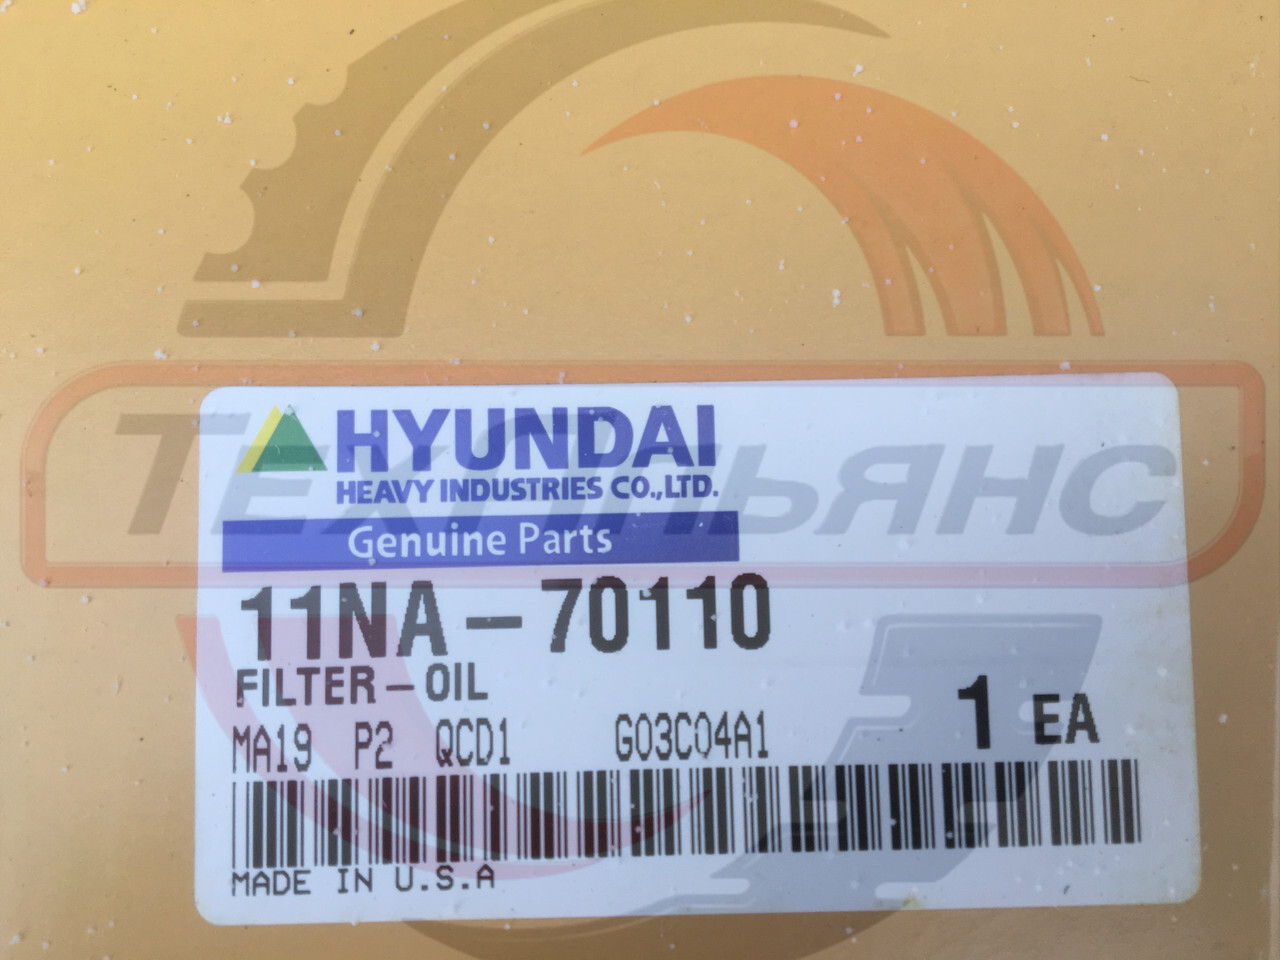 HYUNDAI
HEAVY INDUSTRIES CO.,LTD.
ТЕХАЛЬЯНС
Genuine Parts
11NA-70110
FILTER-OIL
1 EA
MA19 P2 QCD1 G03C04A1
MADE IN U.S.A